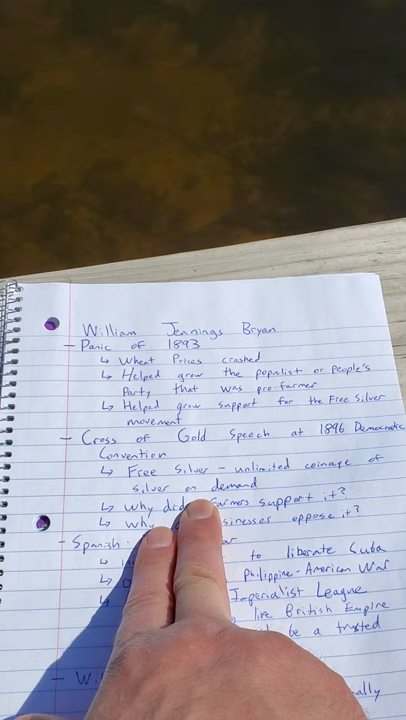 William Jennings Bryan
- Panic of 1893
↳ Wheat Prices crashed
↳ Helped grow the populist or people's
Party, that was pro-farmer
↳ Helped grow support for the Free Silver
movement
- Cross of Gold Speech at 1896 Democratic
Convention
↳ Free Silver - unlimited coinage of
silver on demand
↳ why did farmers support it?
↳ why oppose it?
- Spanish-
↳ to liberate Cuba
↳ Philippine-American War
↳ Imperialist League
live British Empire
be a trusted
-